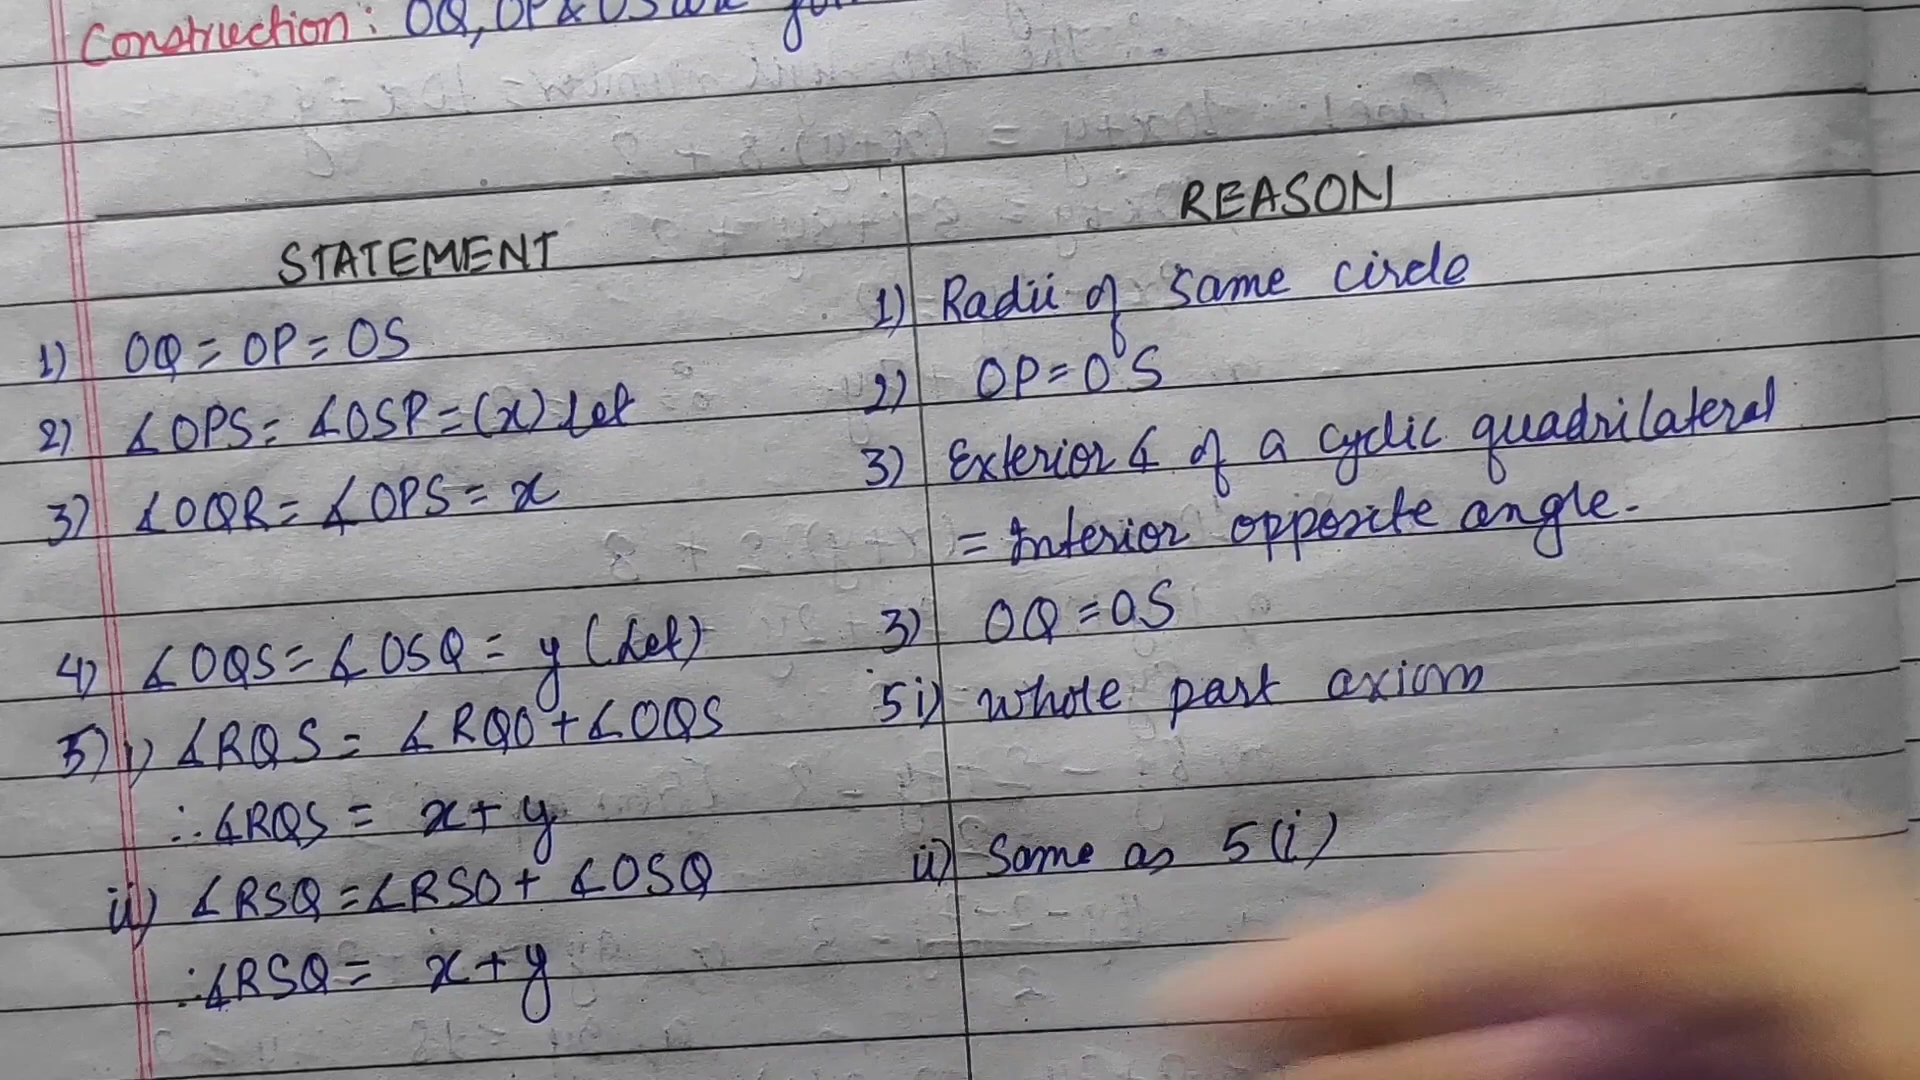 Construction: OQ, OP & OS
STATEMENT
REASON
1) OQ = OP = OS
1) Radii of same circle
2) ∡OPS = ∡OSP = (x) Let
2) OP = OS
3) ∡OQR = ∡OPS = x
3) Exterior ∡ of a cyclic quadrilateral
= Interior opposite angle.
4) ∡OQS = ∡OSQ = y (Let)
3) OQ = OS
5) i) ∡RQS = ∡RQO + ∡OQS
5i) whole part axiom
∴ ∡RQS = x + y
ii) ∡RSQ = ∡RSO + ∡OSQ
ii) Same as 5(i)
∴ ∡RSQ = x + y